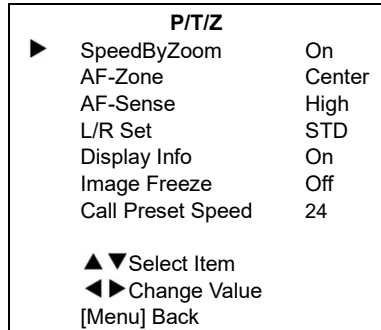 P/T/Z
▶ SpeedByZoom On
AF-Zone Center
AF-Sense High
L/R Set STD
Display Info On
Image Freeze Off
Call Preset Speed 24
▲▼Select Item
◀▶Change Value
[Menu] Back